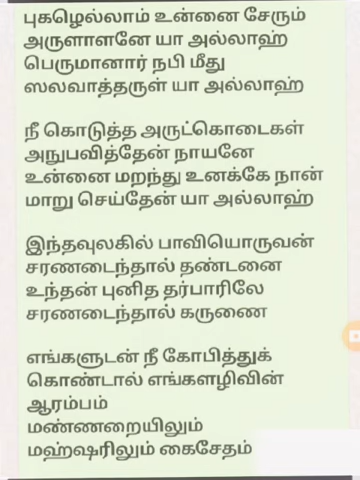 புகழெல்லாம் உன்னை சேரும்
அருளாளனே யா அல்லாஹ்
பெருமானார் நபி மீது
ஸலவாத்தருள் யா அல்லாஹ்
நீ கொடுத்த அருட்கொடைகள்
அநுபவித்தேன் நாயனே
உன்னை மறந்து உனக்கே நான்
மாறு செய்தேன் யா அல்லாஹ்
இந்தவுலகில் பாவியொருவன்
சரணடைந்தால் தண்டனை
உந்தன் புனித தர்பாரிலே
சரணடைந்தால் கருணை
எங்களுடன் நீ கோபித்துக்
கொண்டால் எங்களழிவின்
ஆரம்பம்
மண்ணறையிலும்
மஹ்ஷரிலும் கைசேதம்